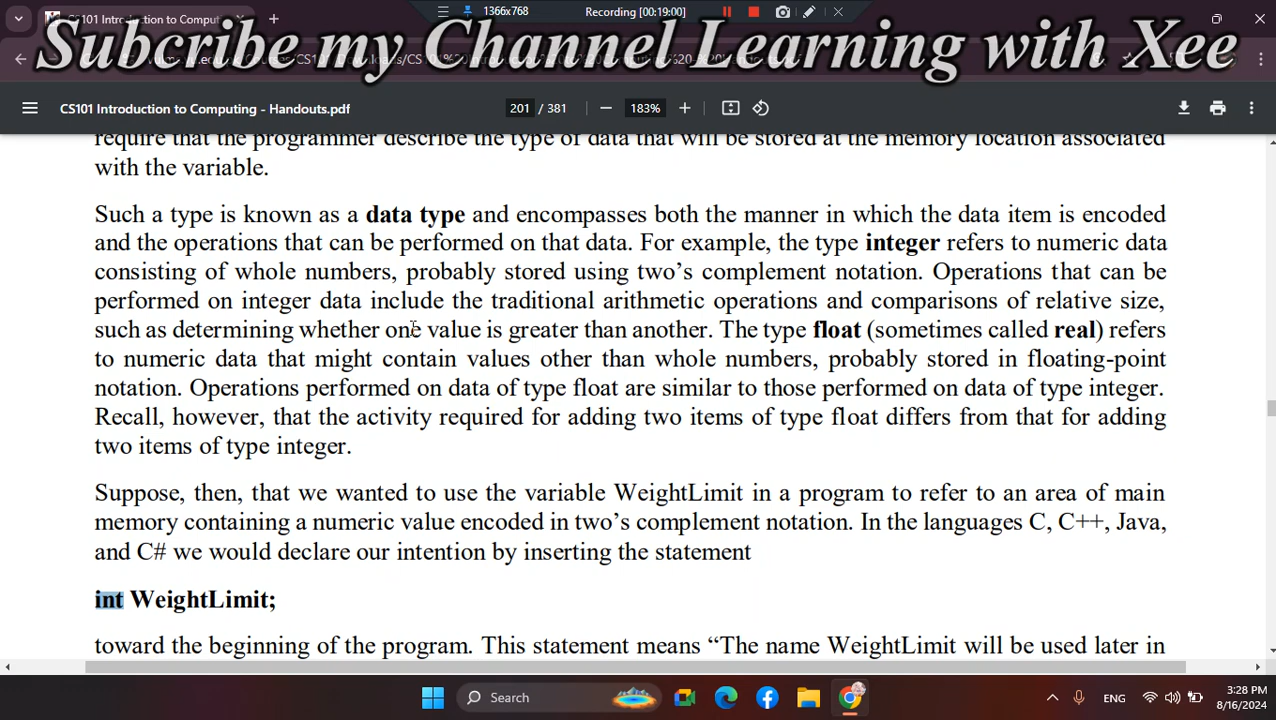 CS101 Introduction to Comput
1366x768
Recording [00:19:00]
Subcribe my Channel Learning with Xee
CS101 Introduction to Computing - Handouts.pdf
201 / 381
183%
require that the programmer describe the type of data that will be stored at the memory location associated
with the variable.
Such a type is known as a data type and encompasses both the manner in which the data item is encoded
and the operations that can be performed on that data. For example, the type integer refers to numeric data
consisting of whole numbers, probably stored using two’s complement notation. Operations that can be
performed on integer data include the traditional arithmetic operations and comparisons of relative size,
such as determining whether one value is greater than another. The type float (sometimes called real) refers
to numeric data that might contain values other than whole numbers, probably stored in floating-point
notation. Operations performed on data of type float are similar to those performed on data of type integer.
Recall, however, that the activity required for adding two items of type float differs from that for adding
two items of type integer.
Suppose, then, that we wanted to use the variable WeightLimit in a program to refer to an area of main
memory containing a numeric value encoded in two’s complement notation. In the languages C, C++, Java,
and C# we would declare our intention by inserting the statement
int WeightLimit;
toward the beginning of the program. This statement means “The name WeightLimit will be used later in
Search
ENG
3:28 PM
8/16/2024